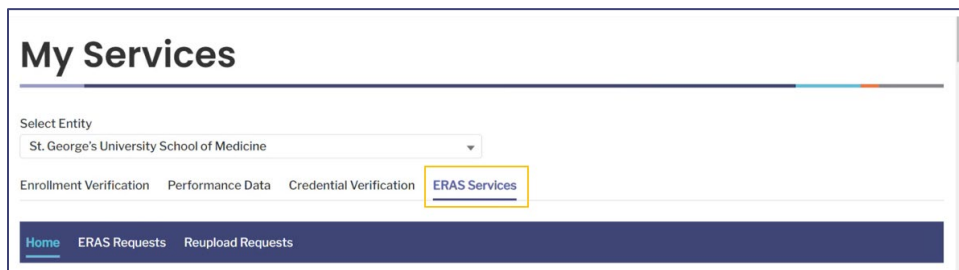 My Services
Select Entity
St. George's University School of Medicine
Enrollment Verification Performance Data Credential Verification ERAS Services
Home ERAS Requests Reupload Requests